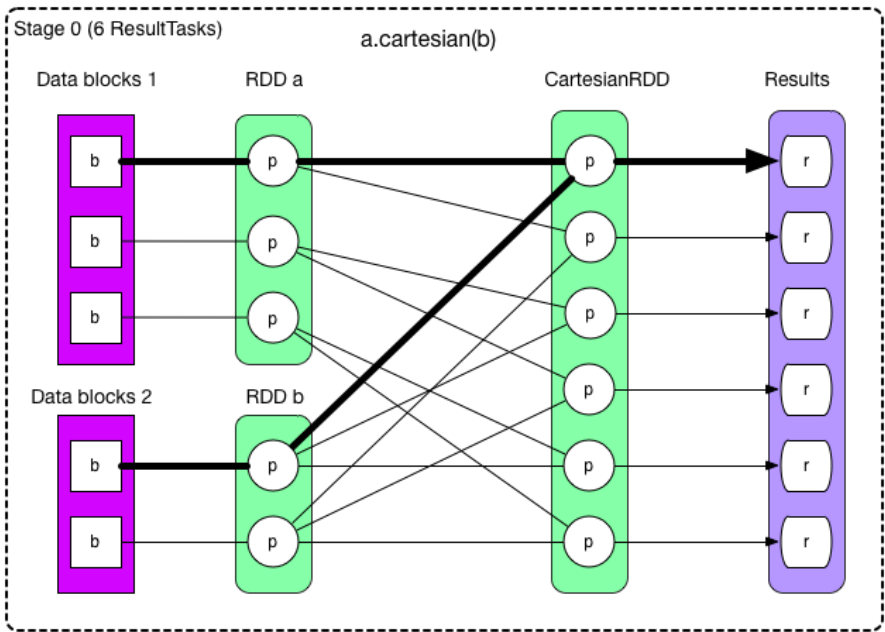 Stage 0 (6 ResultTasks)
a.cartesian(b)
Data blocks 1
RDD a
CartesianRDD
Results
b
p
p
r
b
p
p
r
b
p
p
r
Data blocks 2
RDD b
p
r
b
p
p
r
b
p
p
r